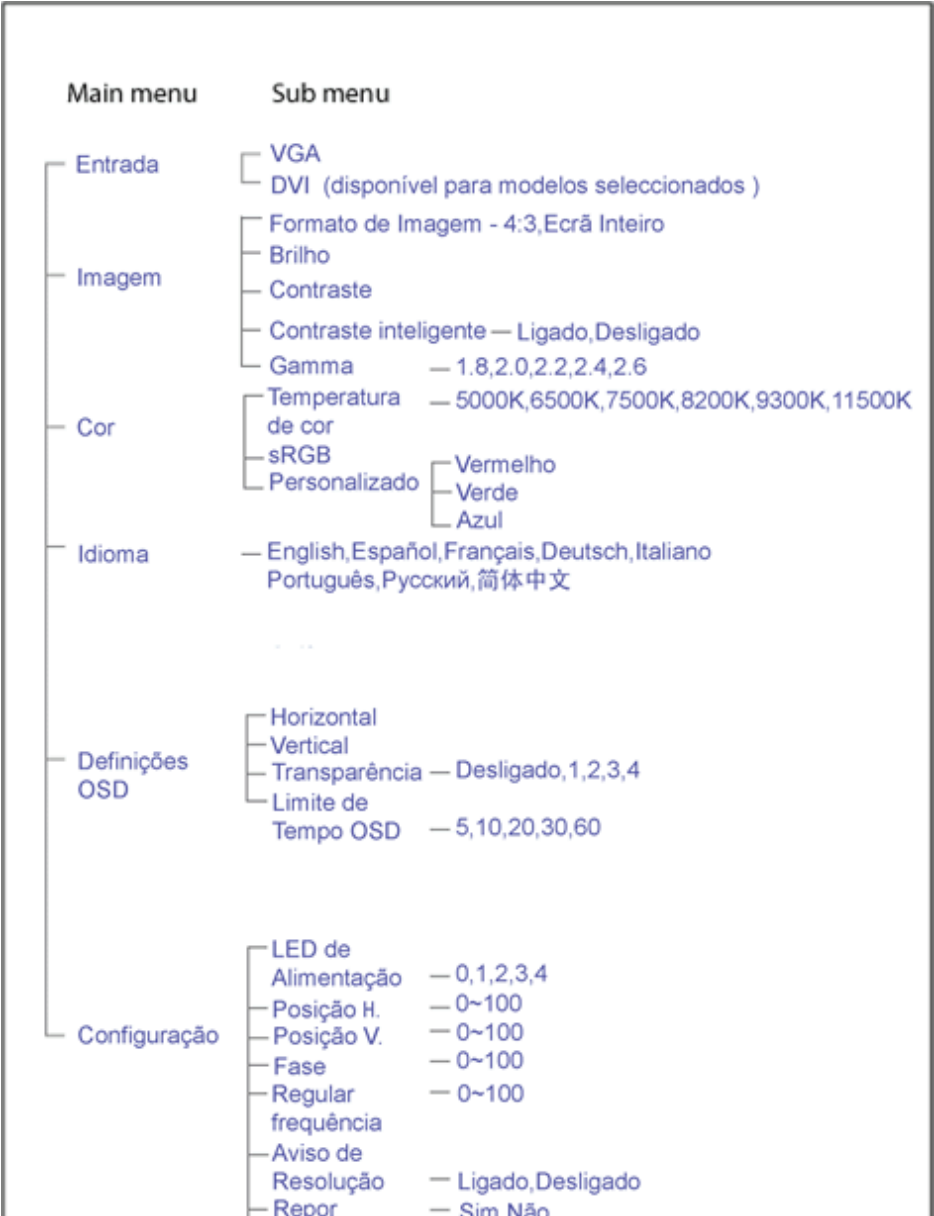 Main menu Sub menu
Entrada VGA
DVI (disponível para modelos seleccionados )
Imagem Formato de Imagem - 4:3,Ecrã Inteiro
Brilho
Contraste
Contraste inteligente — Ligado,Desligado
Gamma — 1.8,2.0,2.2,2.4,2.6
Cor Temperatura — 5000K,6500K,7500K,8200K,9300K,11500K
de cor
sRGB
Personalizado Vermelho
Verde
Azul
Idioma — English,Español,Français,Deutsch,Italiano
Português,Русский,简体中文
Definições OSD Horizontal
Vertical
Transparência — Desligado,1,2,3,4
Limite de
Tempo OSD — 5,10,20,30,60
Configuração LED de
Alimentação — 0,1,2,3,4
Posição H. — 0~100
Posição V. — 0~100
Fase — 0~100
Regular — 0~100
frequência
Aviso de
Resolução — Ligado,Desligado
Repor — Sim,Não